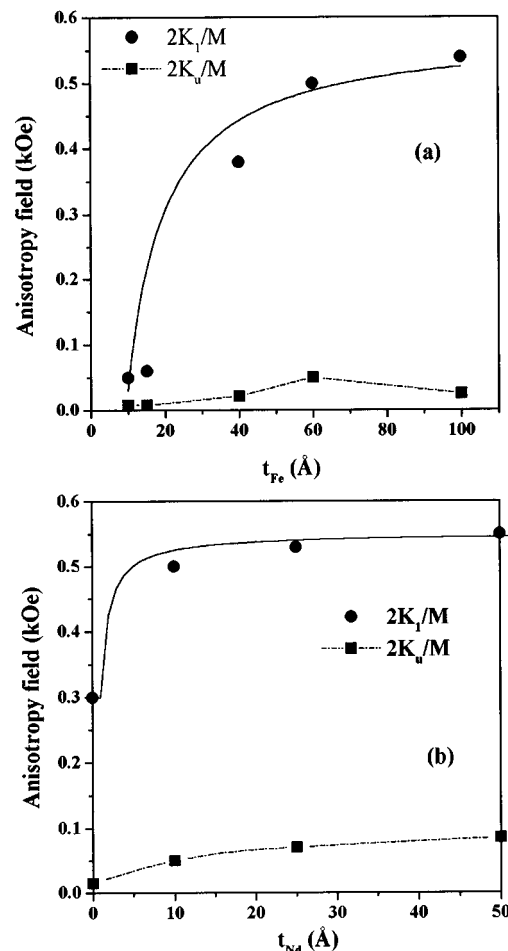 0.6
0.5
0.4
0.3
0.2
0.1
0.0
Anisotropy field (kOe)
2K₁/M
2Kᵤ/M
(a)
0 20 40 60 80 100
t_Fe (Å)
0.6
0.5
0.4
0.3
0.2
0.1
0.0
Anisotropy field (kOe)
2K₁/M
2Kᵤ/M
(b)
0 10 20 30 40 50
t_Nd (Å)